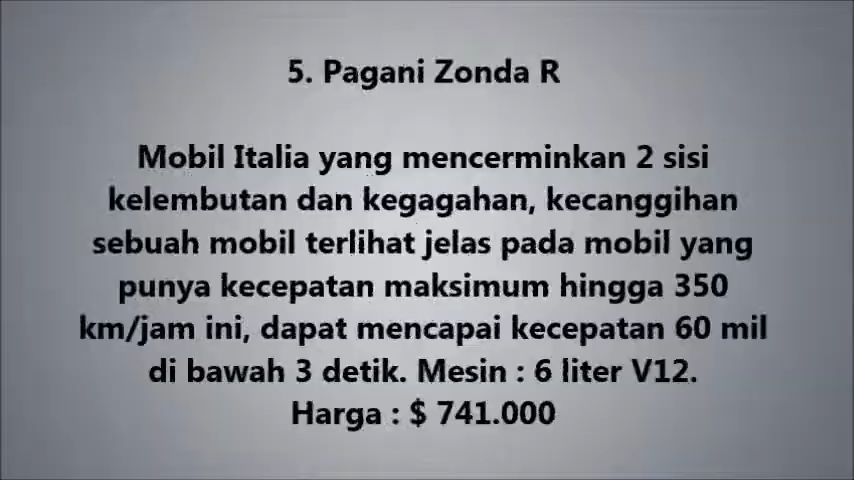 5. Pagani Zonda R
Mobil Italia yang mencerminkan 2 sisi
kelembutan dan kegagahan, kecanggihan
sebuah mobil terlihat jelas pada mobil yang
punya kecepatan maksimum hingga 350
km/jam ini, dapat mencapai kecepatan 60 mil
di bawah 3 detik. Mesin : 6 liter V12.
Harga : $ 741.000